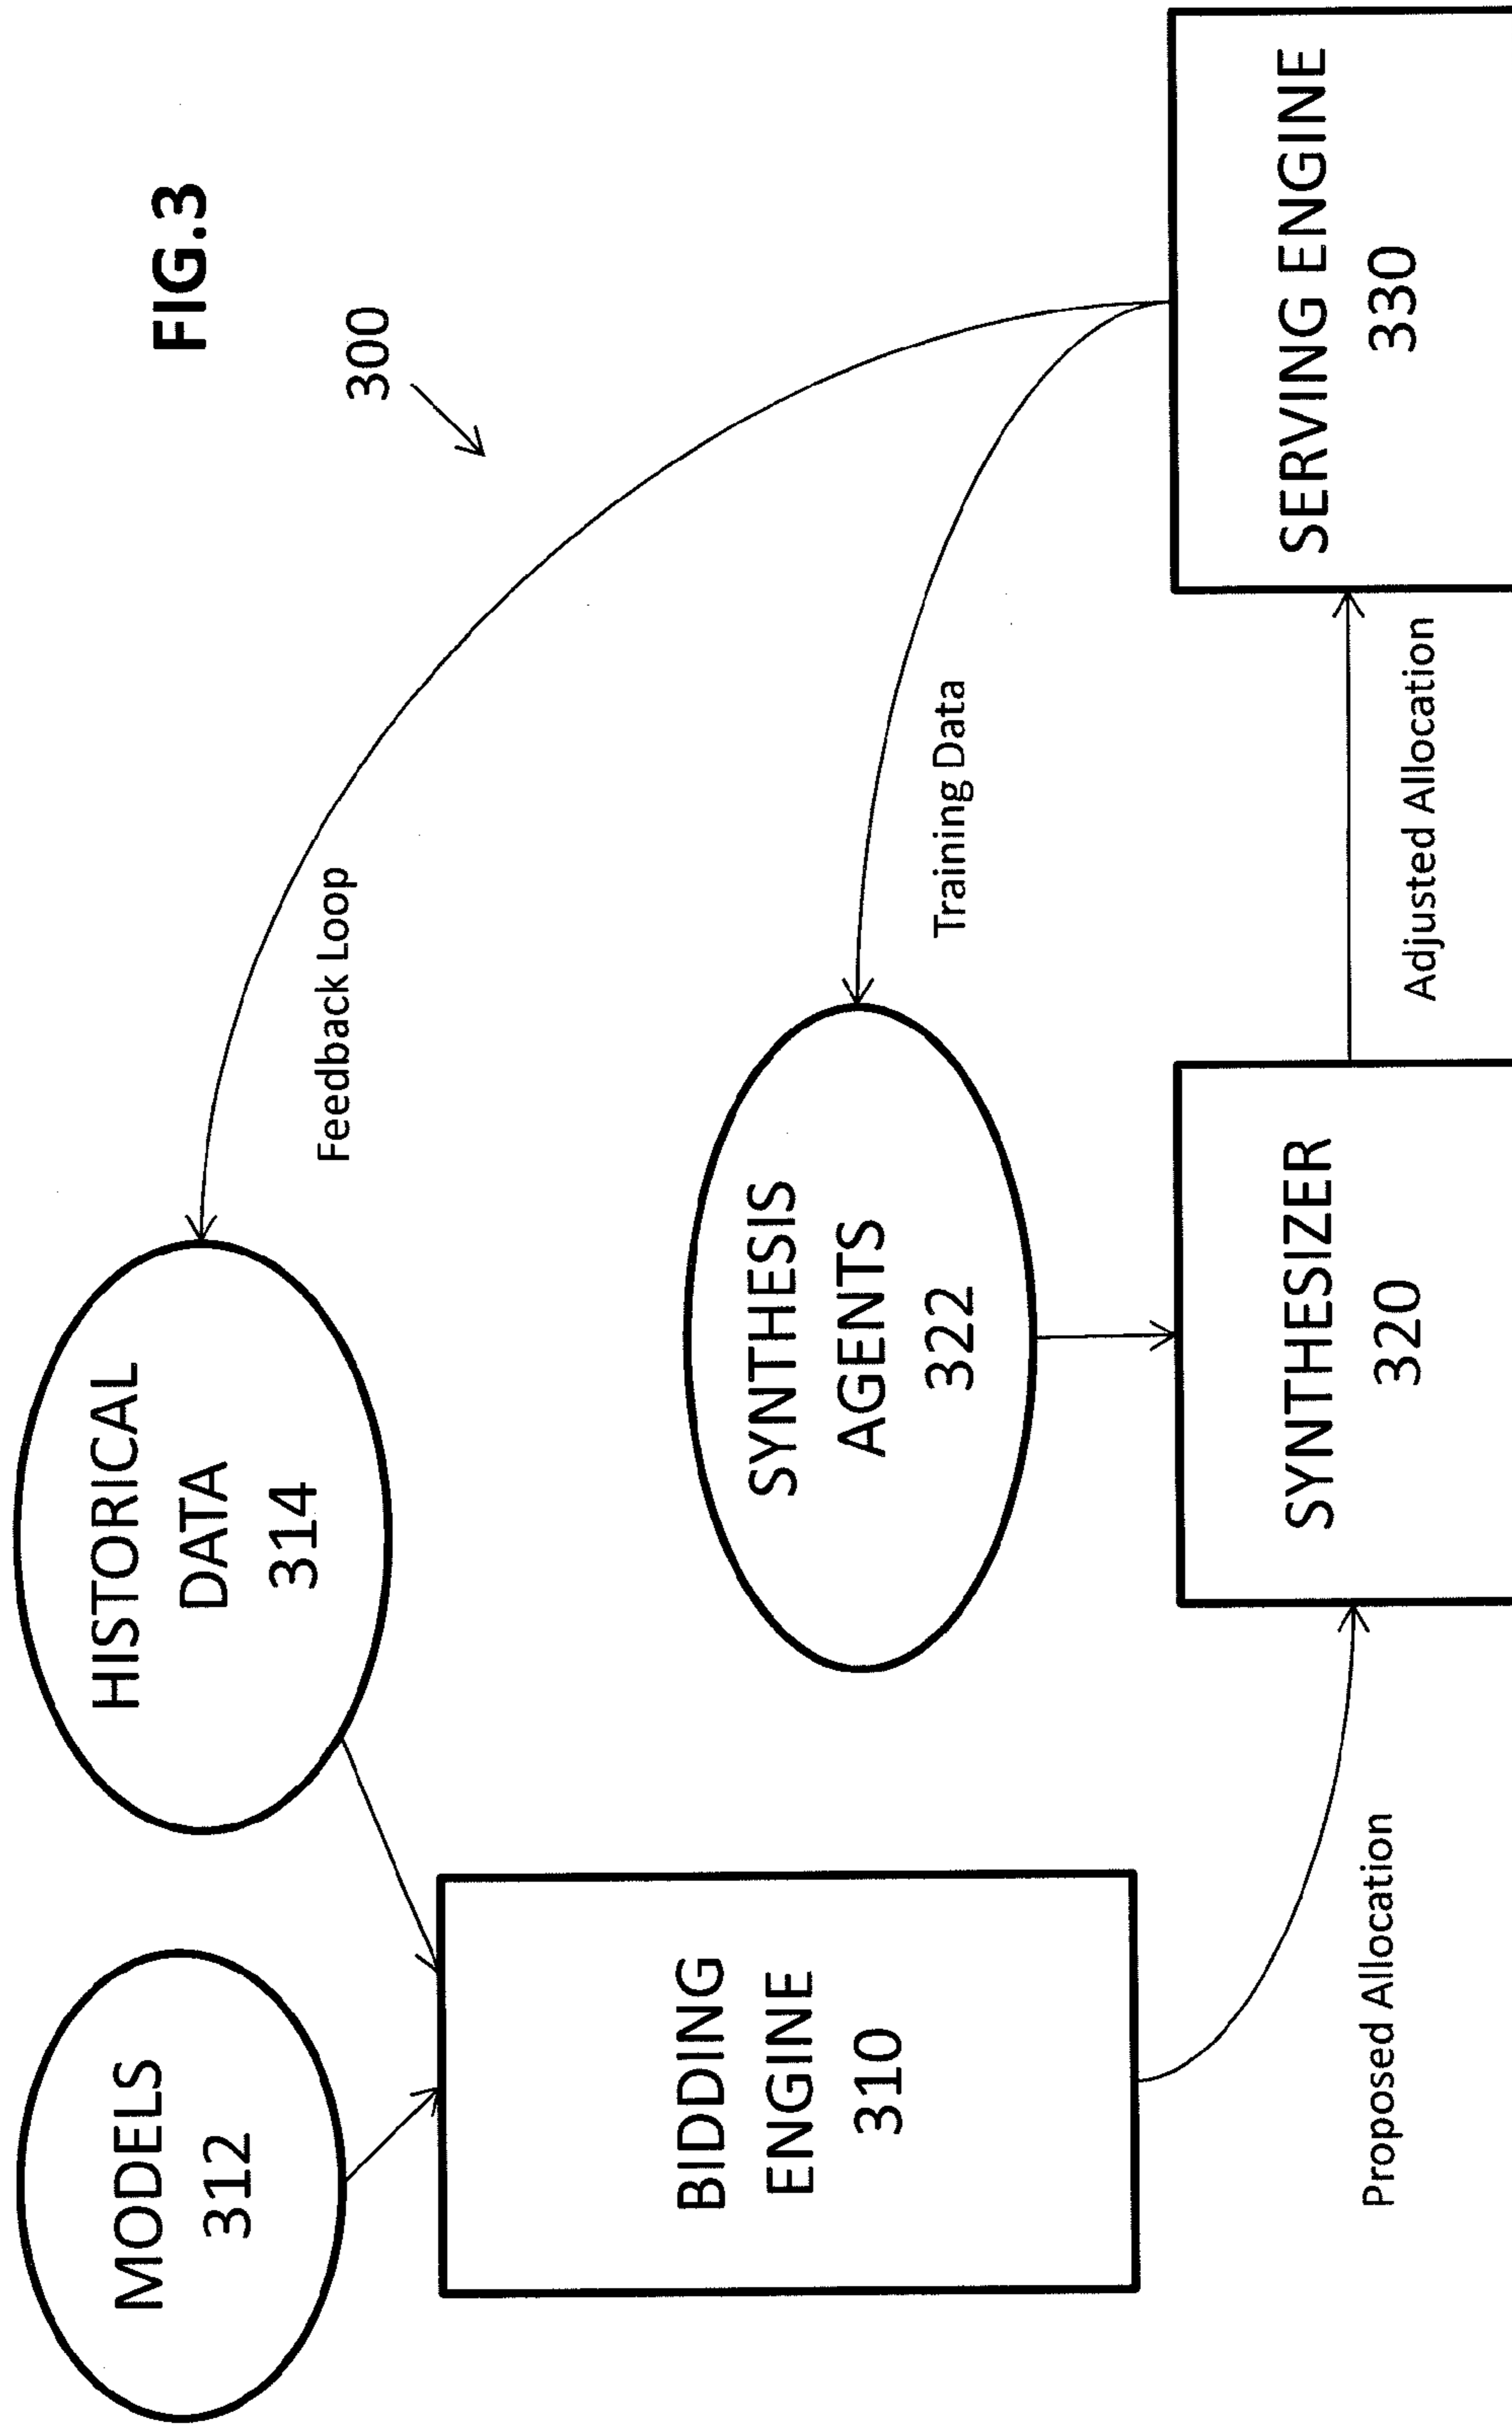 FIG.3
300
MODELS
312
HISTORICAL
DATA
314
Feedback Loop
BIDDING
ENGINE
310
SYNTHESIS
AGENTS
322
Training Data
Proposed Allocation
SYNTHESIZER
320
Adjusted Allocation
SERVING ENGINE
330